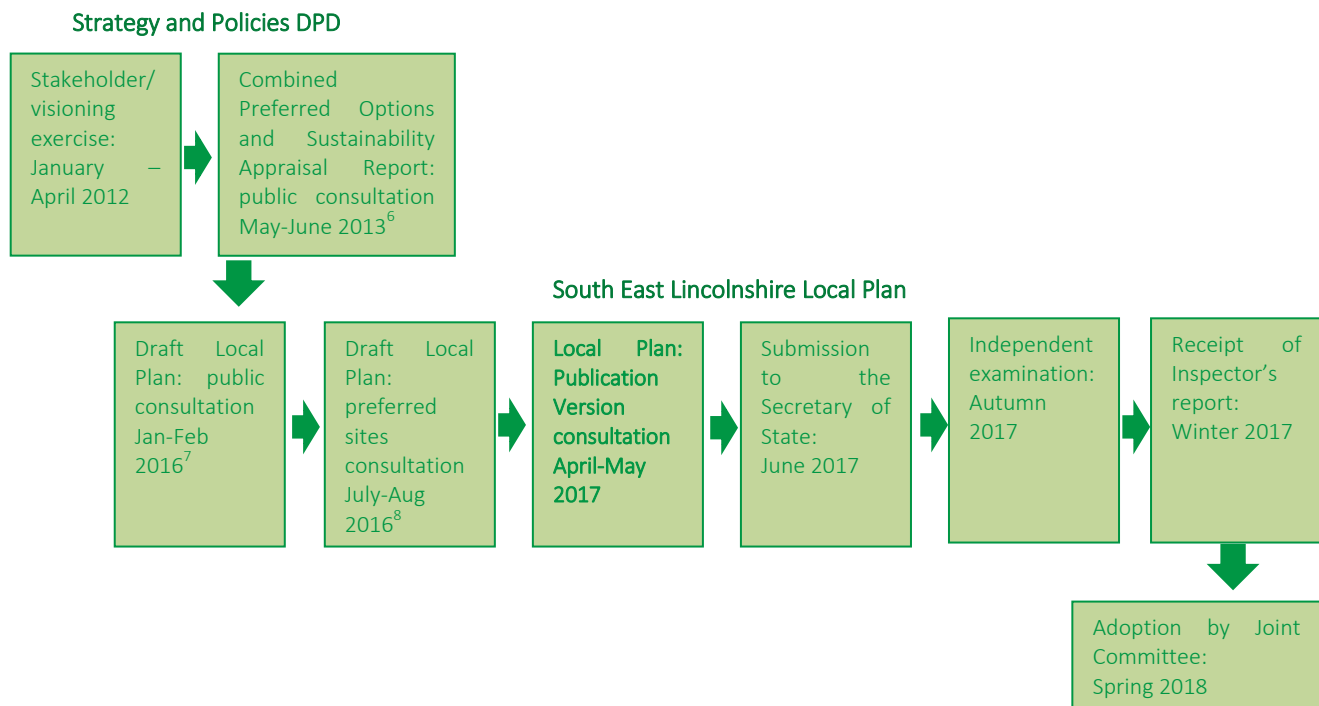 Strategy and Policies DPD
Stakeholder/
visioning
exercise:
January –
April 2012
Combined
Preferred Options
and Sustainability
Appraisal Report:
public consultation
May-June 2013⁶
South East Lincolnshire Local Plan
Draft Local
Plan: public
consultation
Jan-Feb
2016⁷
Draft Local
Plan:
preferred
sites
consultation
July-Aug
2016⁸
Local Plan:
Publication
Version
consultation
April-May
2017
Submission
to the
Secretary of
State:
June 2017
Independent
examination:
Autumn
2017
Receipt of
Inspector’s
report:
Winter 2017
Adoption by Joint
Committee:
Spring 2018